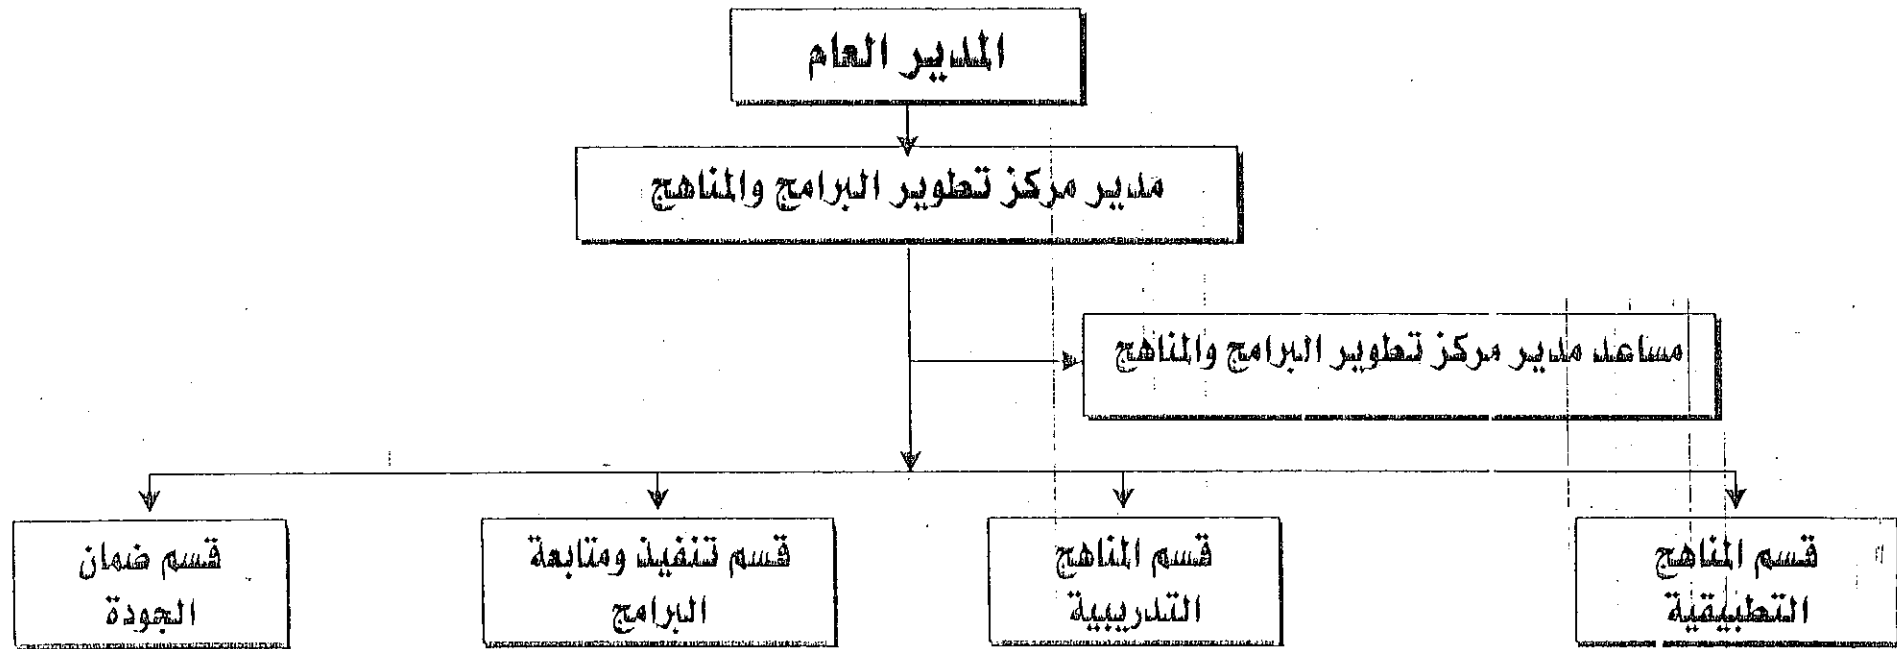 المدير العام
مدير مركز تطوير البرامج والمناهج
مساعد مدير مركز تطوير البرامج والمناهج
قسم المناهج
التطبيقية
قسم المناهج
التدريبية
قسم تنفيذ ومتابعة
البرامج
قسم ضمان
الجودة